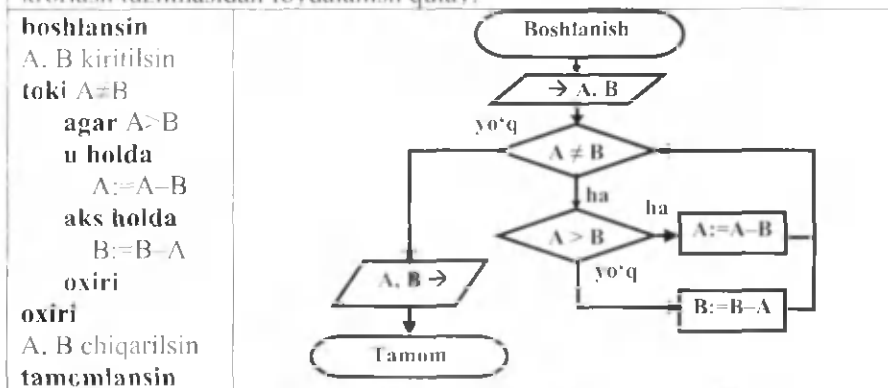 boshlansin
A, B kiritilsin
toki A≠B
agar A>B
u holda
A:=A–B
aks holda
B:=B–A
oxiri
oxiri
A, B chiqarilsin
tamomlansin
Boshlanish
→ A, B
yo‘q
A ≠ B
ha
ha
A > B
A:=A–B
yo‘q
A, B →
B:=B–A
Tamom